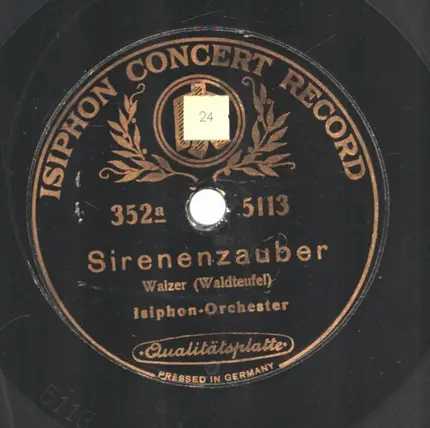 ISIPHON CONCERT RECORD
24
352a 5113
Sirenenzauber
Walzer (Waldteufel)
Isiphon-Orchester
·Qualitätsplatte·
PRESSED IN GERMANY
5113